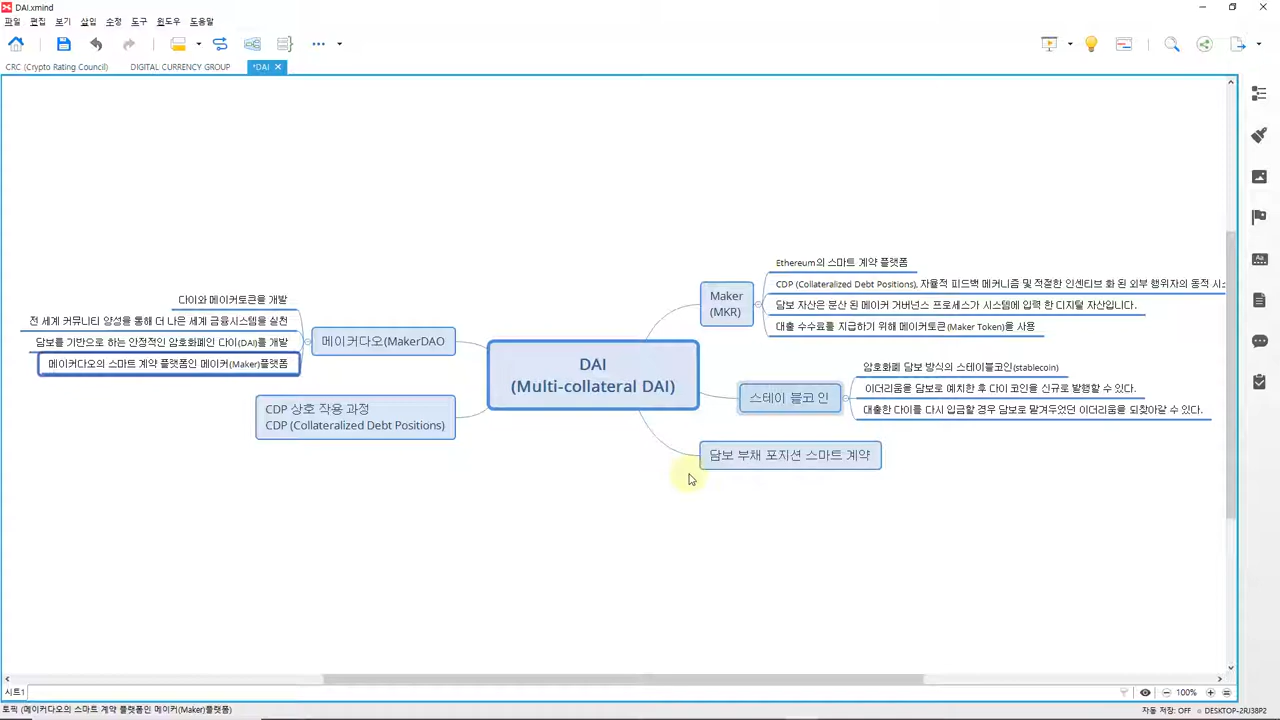 DAI.xmind
파일 편집 보기 삽입 수정 도구 윈도우 도움말
CRC (Crypto Rating Council) DIGITAL CURRENCY GROUP *DAI
Ethereum의 스마트 계약 플랫폼
Maker
(MKR)
CDP (Collateralized Debt Positions), 자율적 피드백 메커니즘 및 적절한 인센티브 화 된 외부 행위자의 동적 시스
담보 자산은 분산 된 메이커 거버넌스 프로세스가 시스템에 입력 한 디지털 자산입니다.
대출 수수료를 지급하기 위해 메이커토큰 (Maker Token)을 사용
다이와 메이커토큰을 개발
전 세계 커뮤니티 양성을 통해 더 나은 세계 금융시스템을 실천
메이커다오(MakerDAO
담보를 기반으로 하는 안정적인 암호화폐인 다이(DAI)를 개발
메이커다오의 스마트 계약 플랫폼인 메이커(Maker)플랫폼
DAI
(Multi-collateral DAI)
암호화폐 담보 방식의 스테이블코인(stablecoin)
스테이 블코 인
이더리움을 담보로 예치한 후 다이 코인을 신규로 발행할 수 있다.
대출한 다이를 다시 입금할 경우 담보로 맡겨두었던 이더리움을 되찾아갈 수 있다.
CDP 상호 작용 과정
CDP (Collateralized Debt Positions)
담보 부채 포지션 스마트 계약
시트1
100%
토픽 (메이커다오의 스마트 계약 플랫폼인 메이커(Maker)플랫폼)
자동 저장: OFF DESKTOP-2RJ38P2